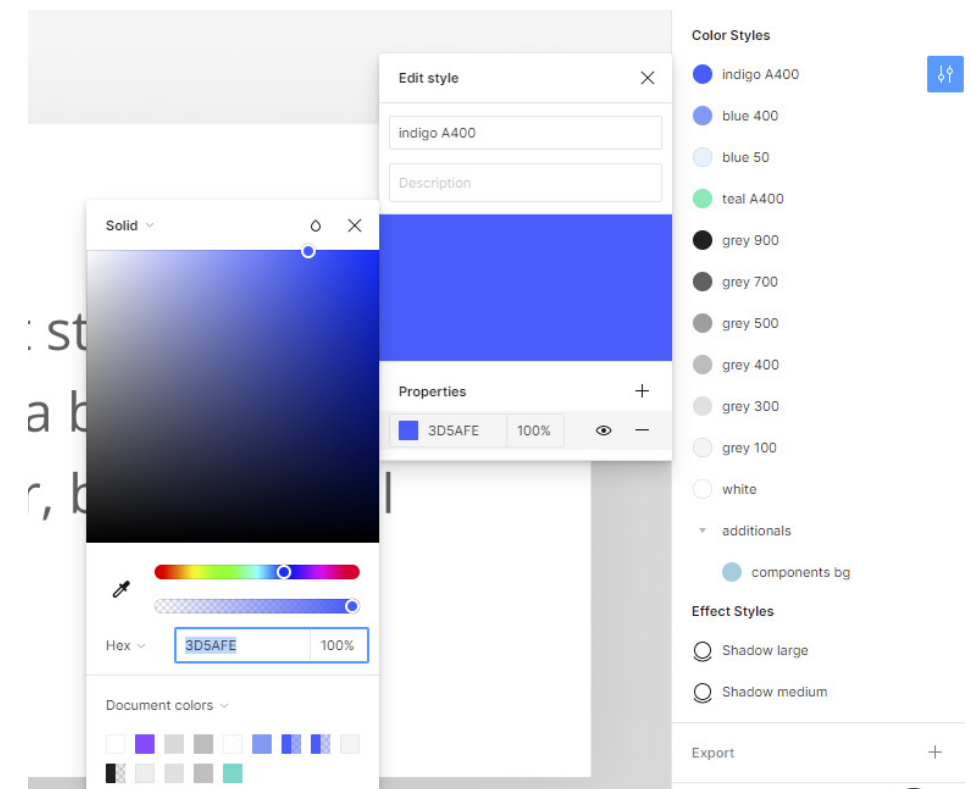 Color Styles
indigo A400
blue 400
blue 50
teal A400
grey 900
grey 700
grey 500
grey 400
grey 300
grey 100
white
additionals
components bg
Effect Styles
Shadow large
Shadow medium
Export
Edit style
indigo A400
Description
Properties
3D5AFE 100%
Solid
Hex 3D5AFE 100%
Document colors
t st
a b
r, b